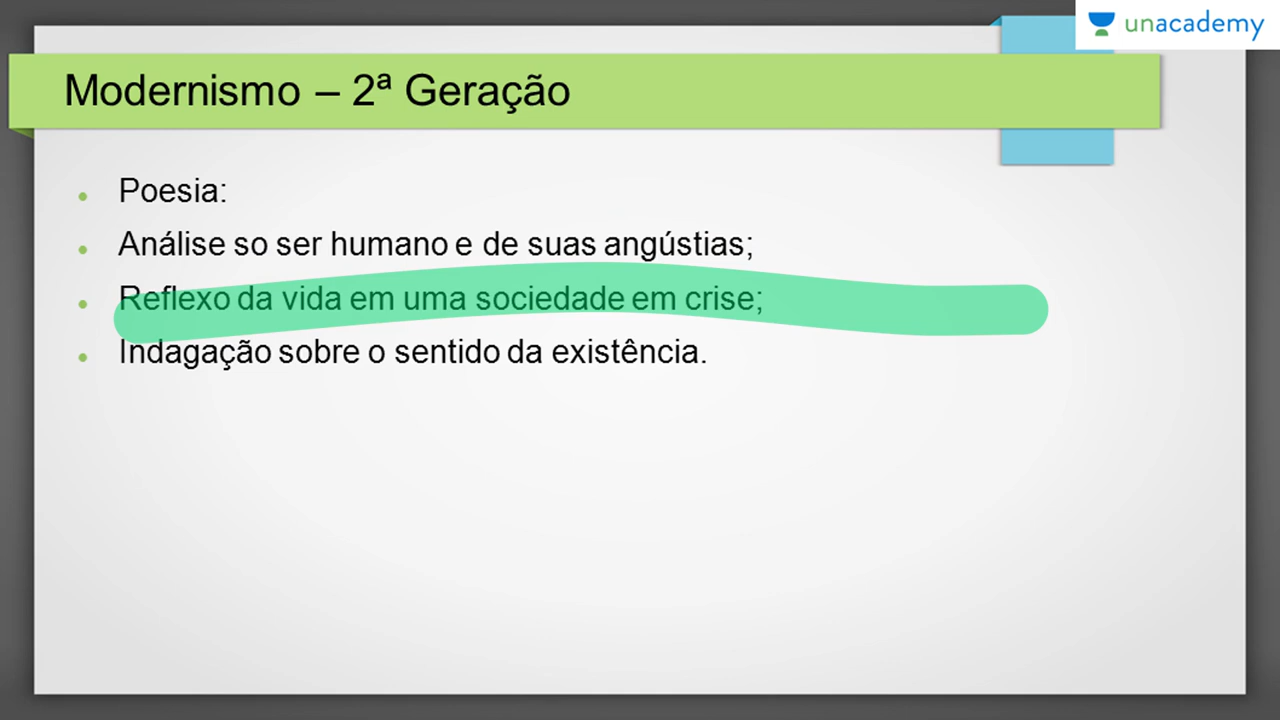 unacademy
Modernismo – 2ª Geração
Poesia:
Análise so ser humano e de suas angústias;
Reflexo da vida em uma sociedade em crise;
Indagação sobre o sentido da existência.